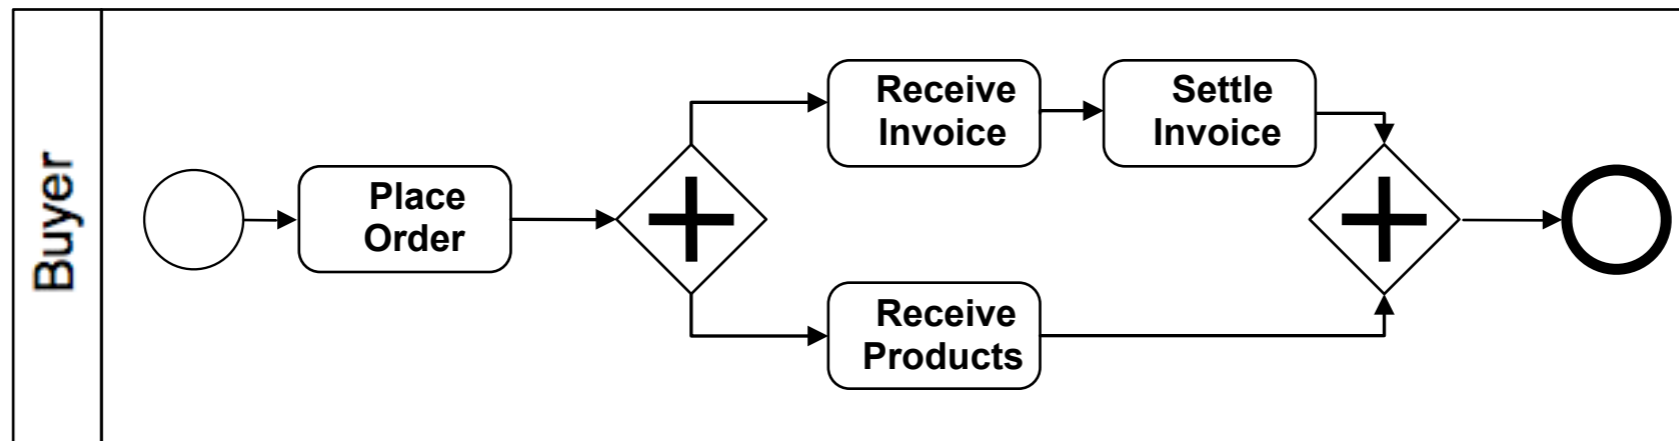 Buyer
Place
Order
Receive
Invoice
Settle
Invoice
Receive
Products